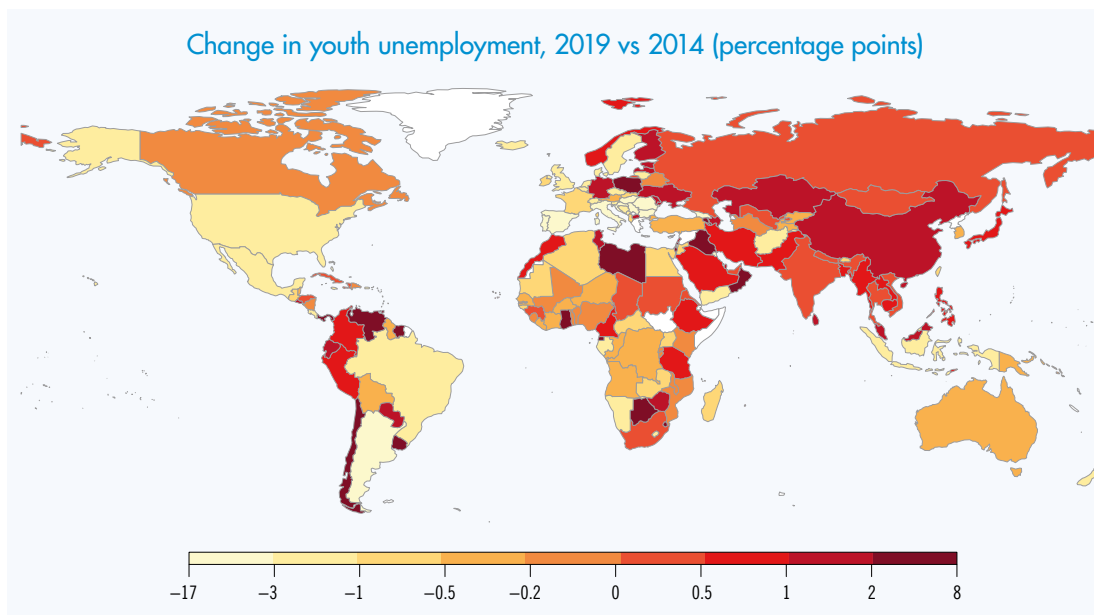 Change in youth unemployment, 2019 vs 2014 (percentage points)
−17 −3 −1 −0.5 −0.2 0 0.5 1 2 8